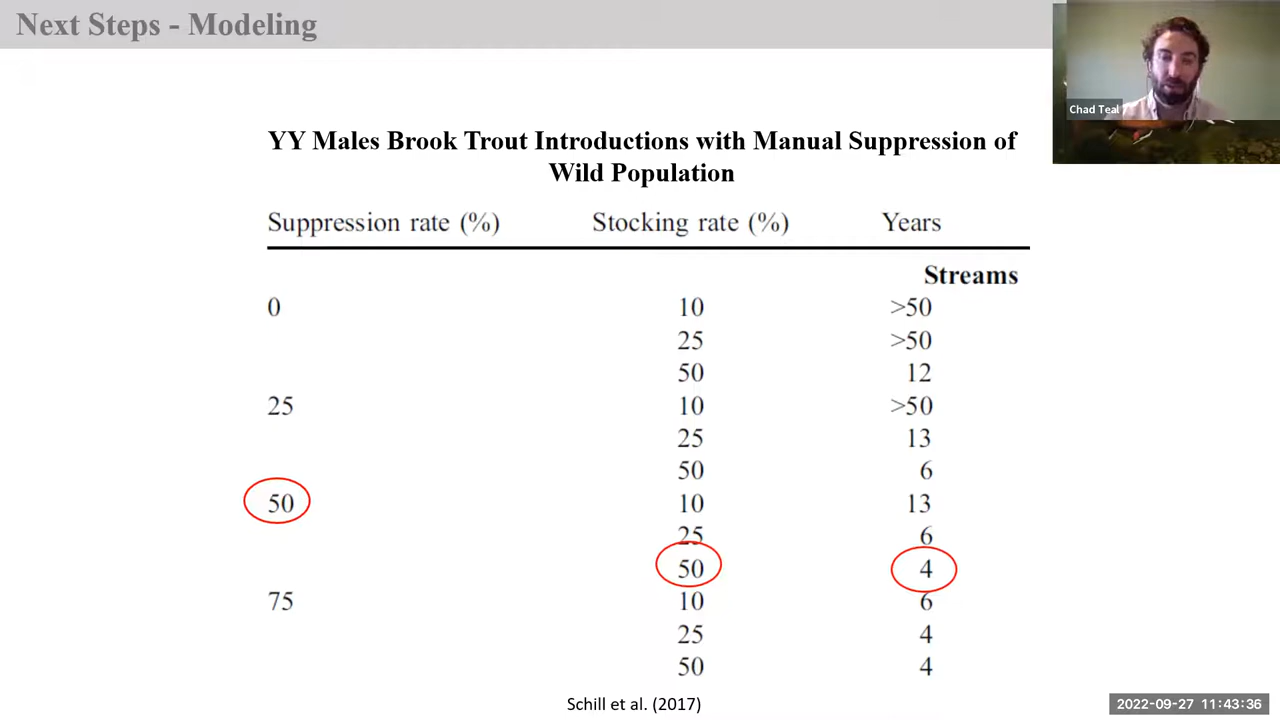 Next Steps - Modeling
Chad Teal
YY Males Brook Trout Introductions with Manual Suppression of
Wild Population
Suppression rate (%) Stocking rate (%) Years
Streams
0 10 >50
25 >50
50 12
25 10 >50
25 13
50 6
50 10 13
25 6
50 4
75 10 6
25 4
50 4
Schill et al. (2017)
2022-09-27 11:43:36